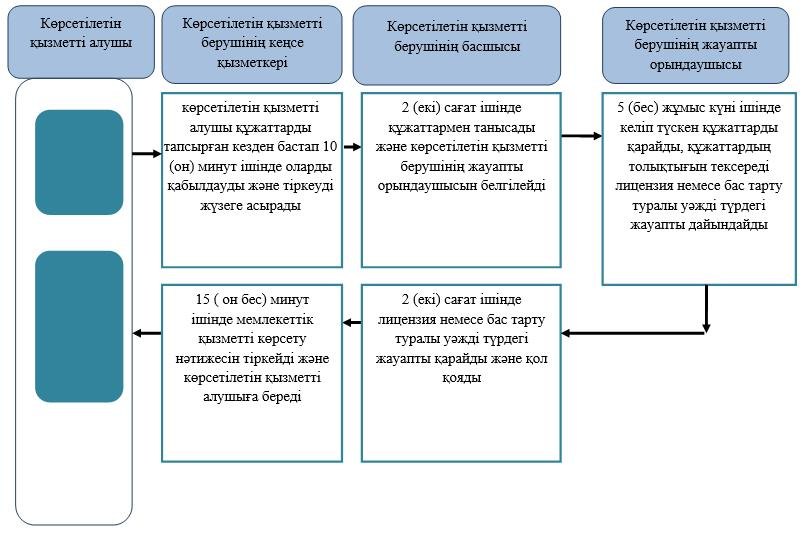 Көрсетілетін
қызметті алушы
Көрсетілетін қызметті
берушінің кеңсе
қызметкері
Көрсетілетін қызметті
берушінің басшысы
Көрсетілетін қызметті
берушінің жауапты
орындаушысы
көрсетілетін қызметті
алушы құжаттарды
тапсырған кезден бастап 10
(он) минут ішінде оларды
қабылдауды және тіркеуді
жүзеге асырады
2 (екі) сағат ішінде
құжаттармен танысады
және көрсетілетін қызметті
берушінің жауапты
орындаушысын белгілейді
5 (бес) жұмыс күні ішінде
келіп түскен құжаттарды
қарайды, құжаттардың
толықтығын тексереді
лицензия немесе бас тарту
туралы уәжді түрдегі
жауапты дайындайды
15 ( он бес) минут
ішінде мемлекеттік
қызметті көрсету
нәтижесін тіркейді және
көрсетілетін қызметті
алушыға береді
2 (екі) сағат ішінде
лицензия немесе бас тарту
туралы уәжді түрдегі
жауапты қарайды және қол
қояды